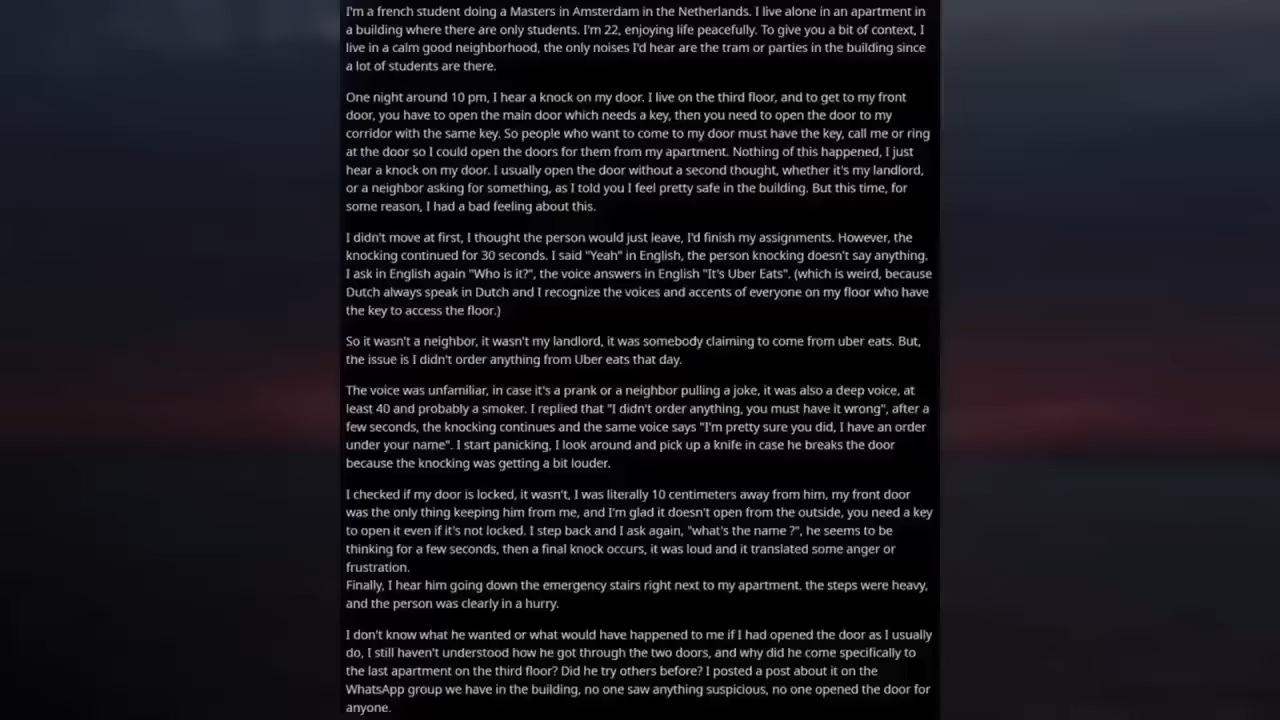 I'm a french student doing a Masters in Amsterdam in the Netherlands. I live alone in an apartment in
a building where there are only students. I'm 22, enjoying life peacefully. To give you a bit of context, I
live in a calm good neighborhood, the only noises I'd hear are the tram or parties in the building since
a lot of students are there.
One night around 10 pm, I hear a knock on my door. I live on the third floor, and to get to my front
door, you have to open the main door which needs a key, then you need to open the door to my
corridor with the same key. So people who want to come to my door must have the key, call me or ring
at the door so I could open the doors for them from my apartment. Nothing of this happened, I just
hear a knock on my door. I usually open the door without a second thought, whether it's my landlord,
or a neighbor asking for something, as I told you I feel pretty safe in the building. But this time, for
some reason, I had a bad feeling about this.
I didn't move at first, I thought the person would just leave, I'd finish my assignments. However, the
knocking continued for 30 seconds. I said "Yeah" in English, the person knocking doesn't say anything.
I ask in English again "Who is it?", the voice answers in English "It's Uber Eats". (which is weird, because
Dutch always speak in Dutch and I recognize the voices and accents of everyone on my floor who have
the key to access the floor.)
So it wasn't a neighbor, it wasn't my landlord, it was somebody claiming to come from uber eats. But,
the issue is I didn't order anything from Uber eats that day.
The voice was unfamiliar, in case it's a prank or a neighbor pulling a joke, it was also a deep voice, at
least 40 and probably a smoker. I replied that "I didn't order anything, you must have it wrong", after a
few seconds, the knocking continues and the same voice says "I'm pretty sure you did, I have an order
under your name". I start panicking, I look around and pick up a knife in case he breaks the door
because the knocking was getting a bit louder.
I checked if my door is locked, it wasn't, I was literally 10 centimeters away from him, my front door
was the only thing keeping him from me, and I'm glad it doesn't open from the outside, you need a key
to open it even if it's not locked. I step back and I ask again, "what's the name ?", he seems to be
thinking for a few seconds, then a final knock occurs, it was loud and it translated some anger or
frustration.
Finally, I hear him going down the emergency stairs right next to my apartment. the steps were heavy,
and the person was clearly in a hurry.
I don't know what he wanted or what would have happened to me if I had opened the door as I usually
do, I still haven't understood how he got through the two doors, and why did he come specifically to
the last apartment on the third floor? Did he try others before? I posted a post about it on the
WhatsApp group we have in the building, no one saw anything suspicious, no one opened the door for
anyone.